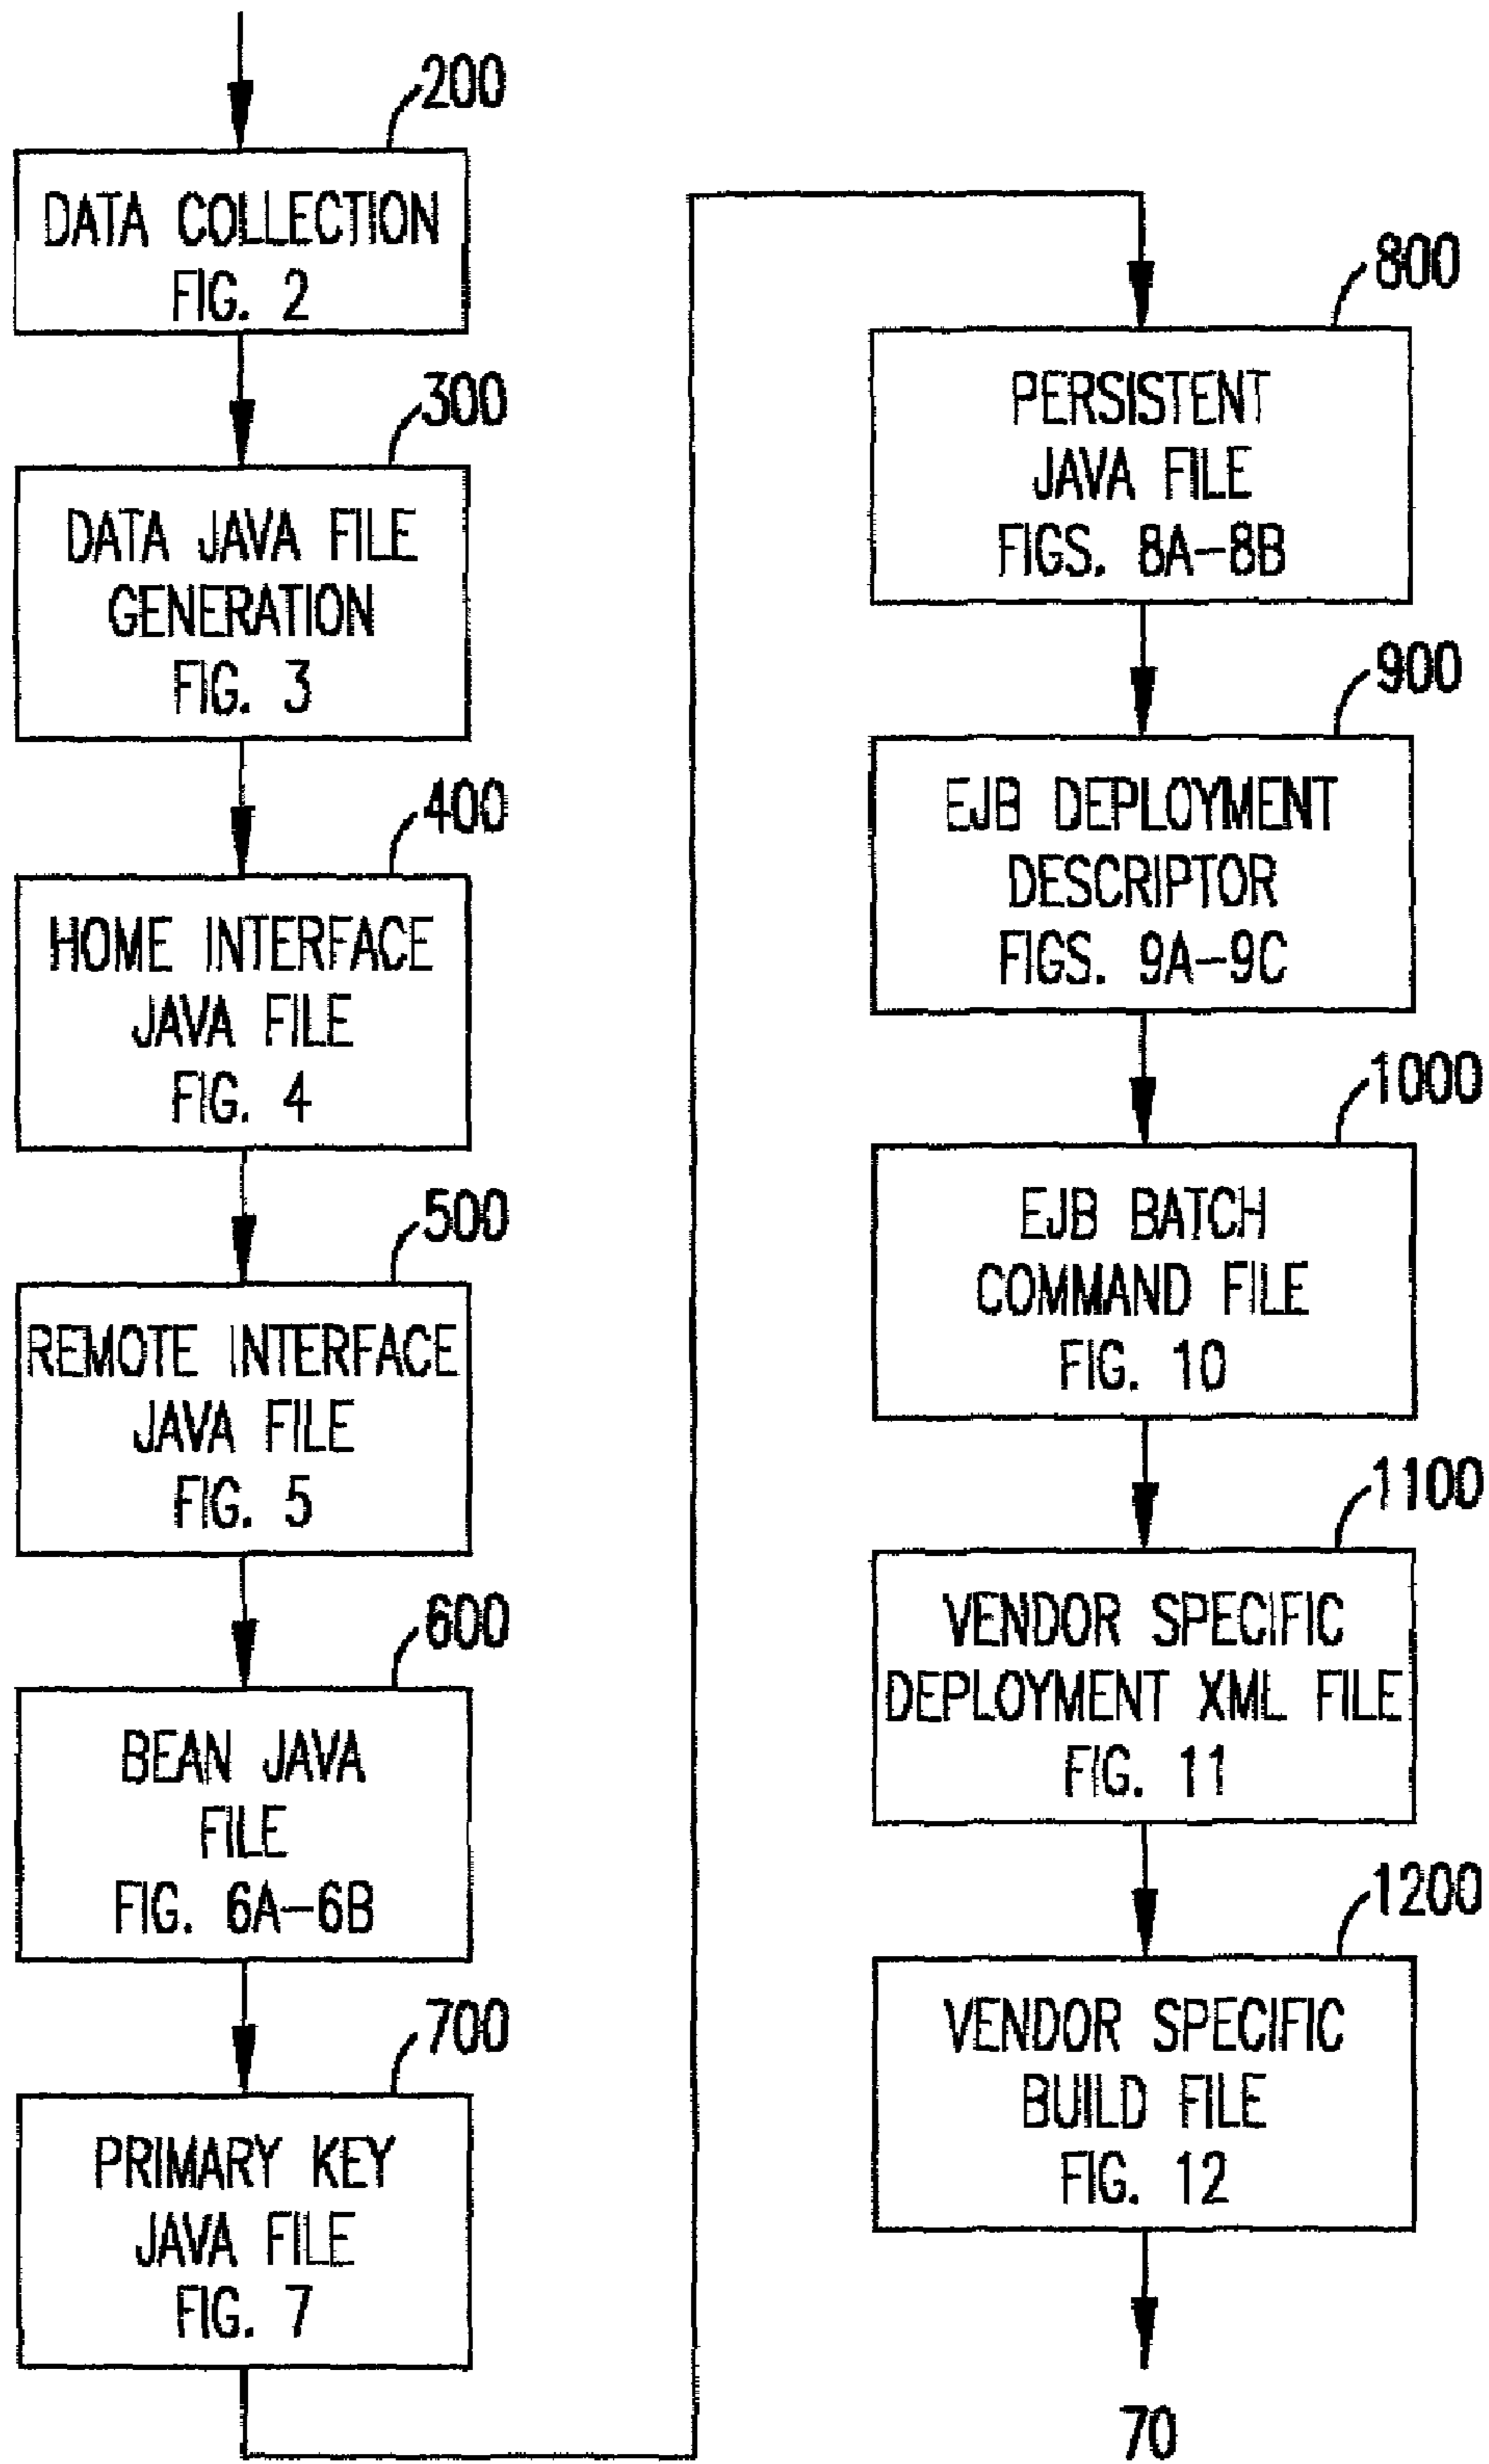 200
DATA COLLECTION
FIG. 2
300
DATA JAVA FILE
GENERATION
FIG. 3
400
HOME INTERFACE
JAVA FILE
FIG. 4
500
REMOTE INTERFACE
JAVA FILE
FIG. 5
600
BEAN JAVA
FILE
FIG. 6A-6B
700
PRIMARY KEY
JAVA FILE
FIG. 7
800
PERSISTENT
JAVA FILE
FIGS. 8A-8B
900
EJB DEPLOYMENT
DESCRIPTOR
FIGS. 9A-9C
1000
EJB BATCH
COMMAND FILE
FIG. 10
1100
VENDOR SPECIFIC
DEPLOYMENT XML FILE
FIG. 11
1200
VENDOR SPECIFIC
BUILD FILE
FIG. 12
70